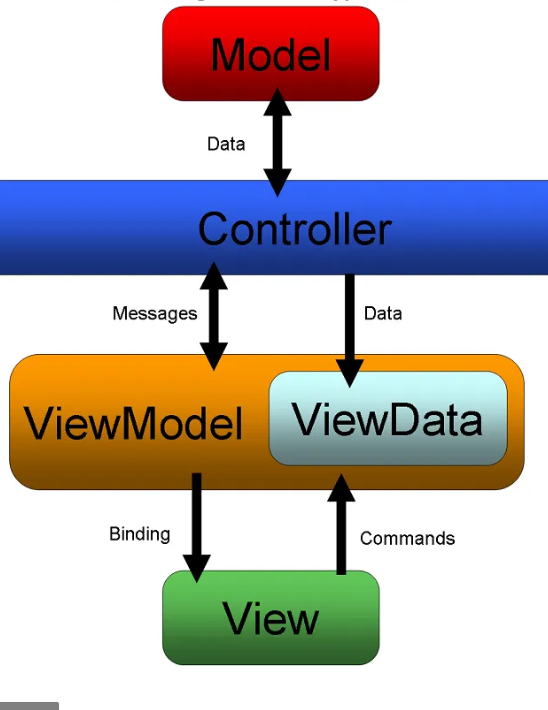 Model
Data
Controller
Messages
Data
ViewModel
ViewData
Binding
Commands
View